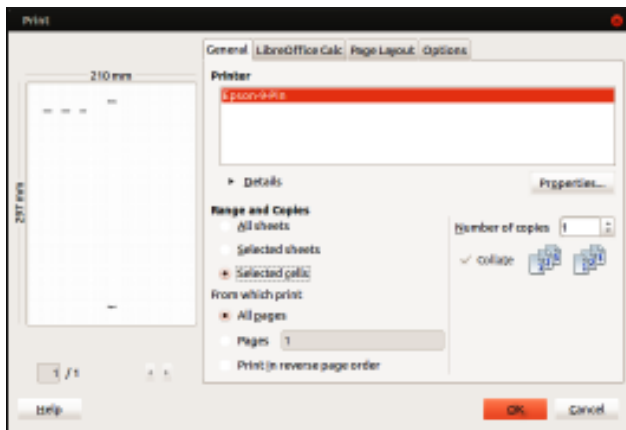 Print
General LibreOffice Calc Page Layout Options
210 mm
297 mm
Printer
Epson-9-Pin
Details
Properties...
Range and Copies
All sheets
Selected sheets
Selected cells
From which print
All pages
Pages 1
Print in reverse page order
Number of copies 1
Collate
1 / 1
Help
OK
Cancel